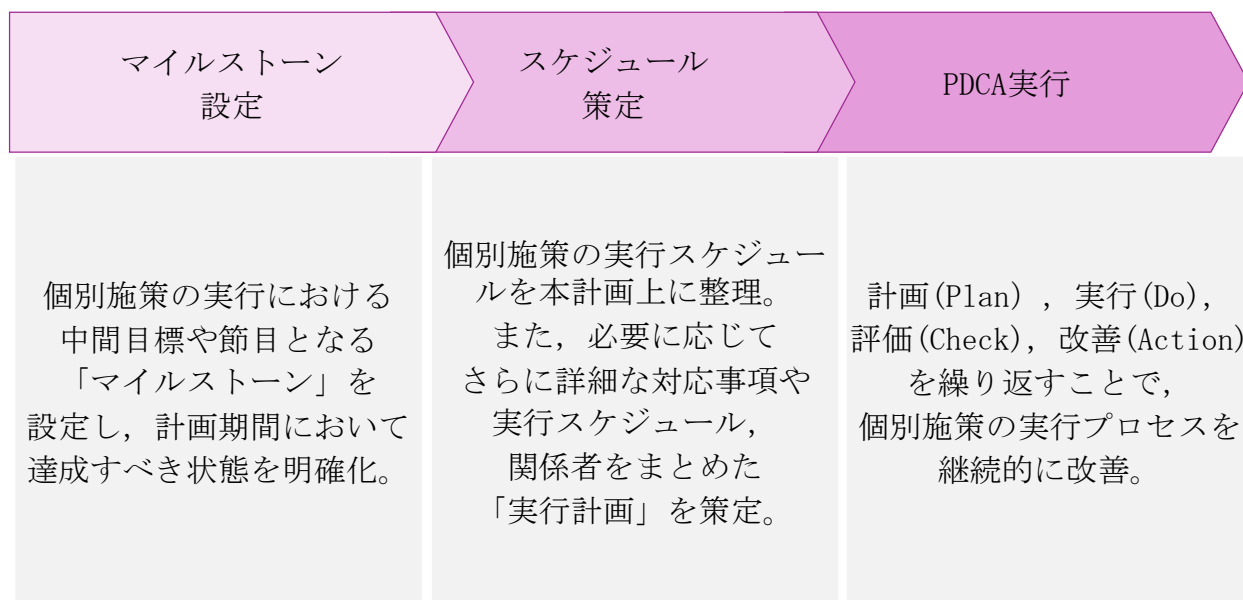 マイルストーン
設定
スケジュール
策定
PDCA実行
個別施策の実行における
中間目標や節目となる
「マイルストーン」を
設定し，計画期間において
達成すべき状態を明確化。
個別施策の実行スケジュー
ルを本計画上に整理。
また，必要に応じて
さらに詳細な対応事項や
実行スケジュール，
関係者をまとめた
「実行計画」を策定。
計画(Plan) , 実行(Do),
評価(Check), 改善(Action)
を繰り返すことで，
個別施策の実行プロセスを
継続的に改善。